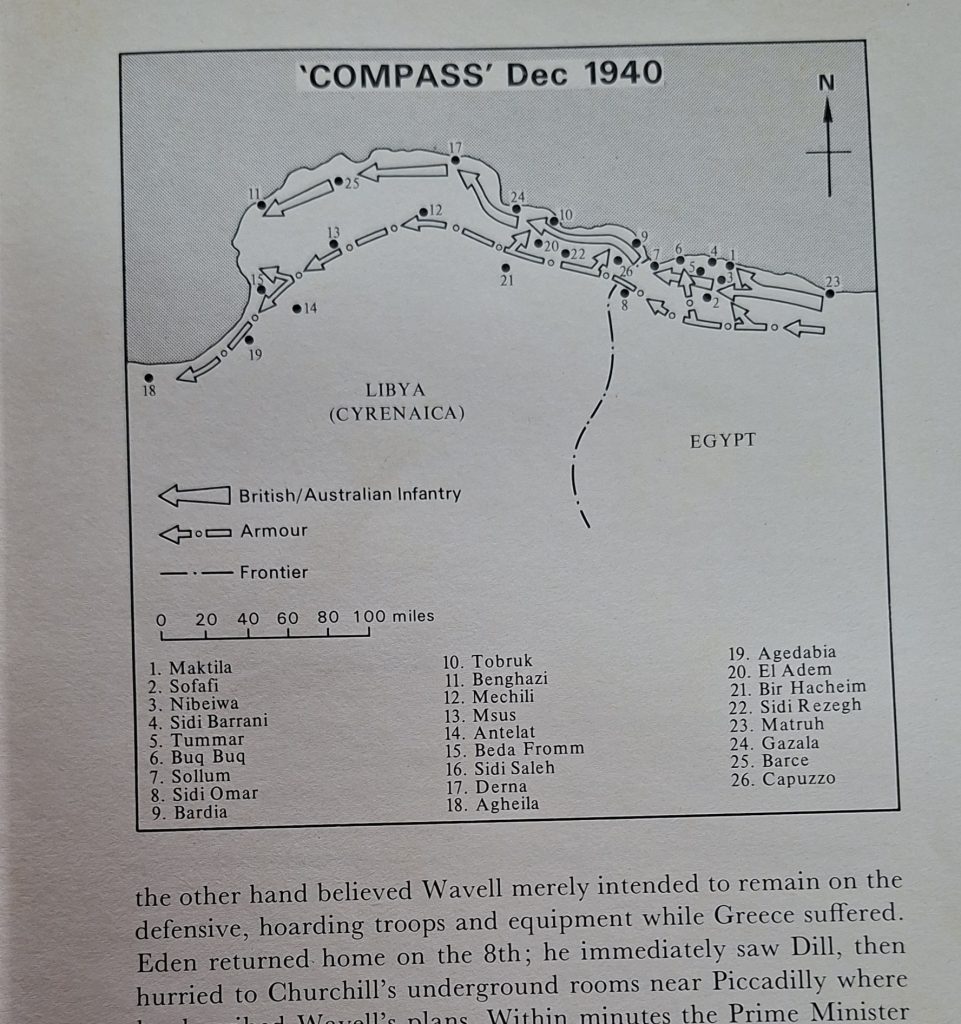 'COMPASS' Dec 1940
N
17
11
25
24
12
10
13
9
20
22
7
6
4
1
5
3
26
15
21
8
2
23
14
19
18
LIBYA
(CYRENAICA)
EGYPT
British/Australian Infantry
Armour
Frontier
0 20 40 60 80 100 miles
1. Maktila
2. Sofafi
3. Nibeiwa
4. Sidi Barrani
5. Tummar
6. Buq Buq
7. Sollum
8. Sidi Omar
9. Bardia
10. Tobruk
11. Benghazi
12. Mechili
13. Msus
14. Antelat
15. Beda Fromm
16. Sidi Saleh
17. Derna
18. Agheila
19. Agedabia
20. El Adem
21. Bir Hacheim
22. Sidi Rezegh
23. Matruh
24. Gazala
25. Barce
26. Capuzzo
the other hand believed Wavell merely intended to remain on the
defensive, hoarding troops and equipment while Greece suffered.
Eden returned home on the 8th; he immediately saw Dill, then
hurried to Churchill's underground rooms near Piccadilly where
Wavell's plans. Within minutes the Prime Minister